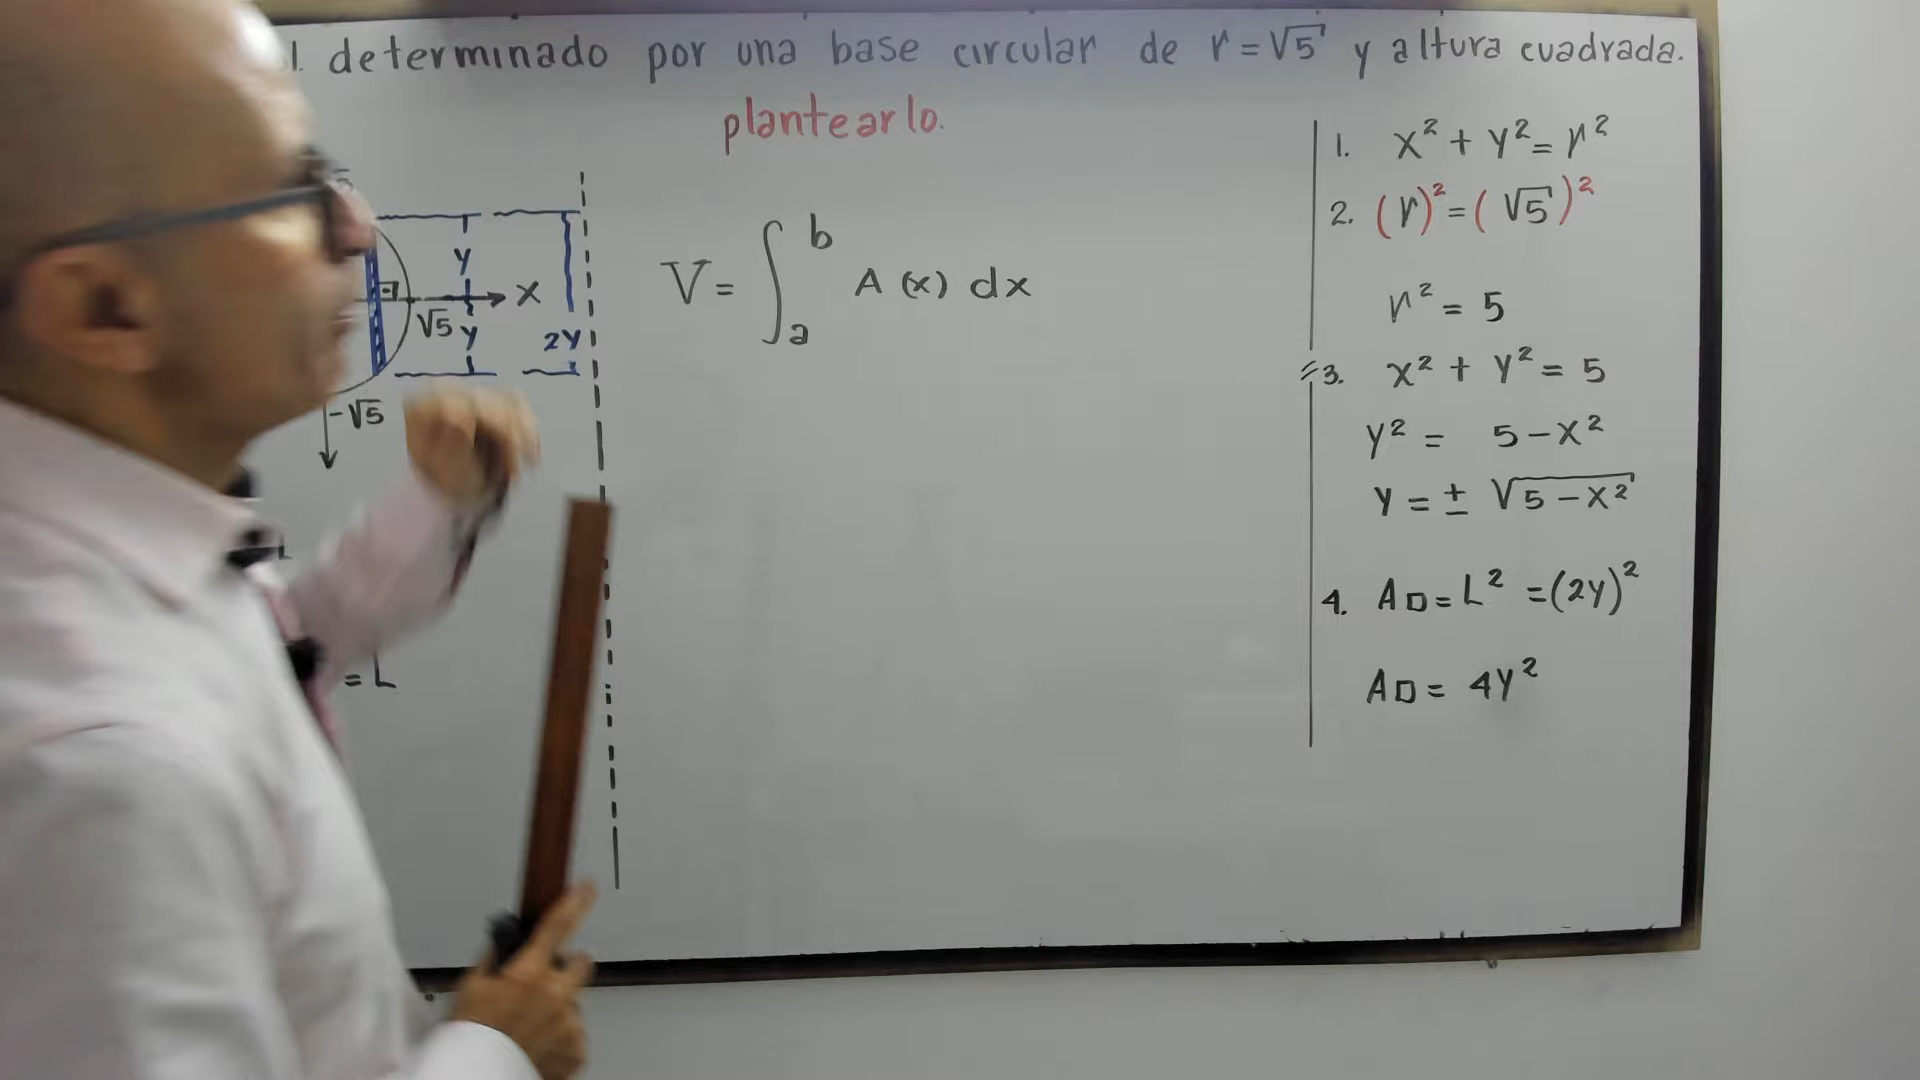 determinado por una base circular de r = √5 y altura cuadrada.
plantearlo.
y
X
√5 y
2y
-√5
= L
V = ∫ₐᵇ A (x) dx
1. x² + y² = r²
2. (r)² = (√5)²
r² = 5
3. x² + y² = 5
y² = 5 - x²
y = ± √5 - x²
4. A□ = L² = (2y)²
A□ = 4y²